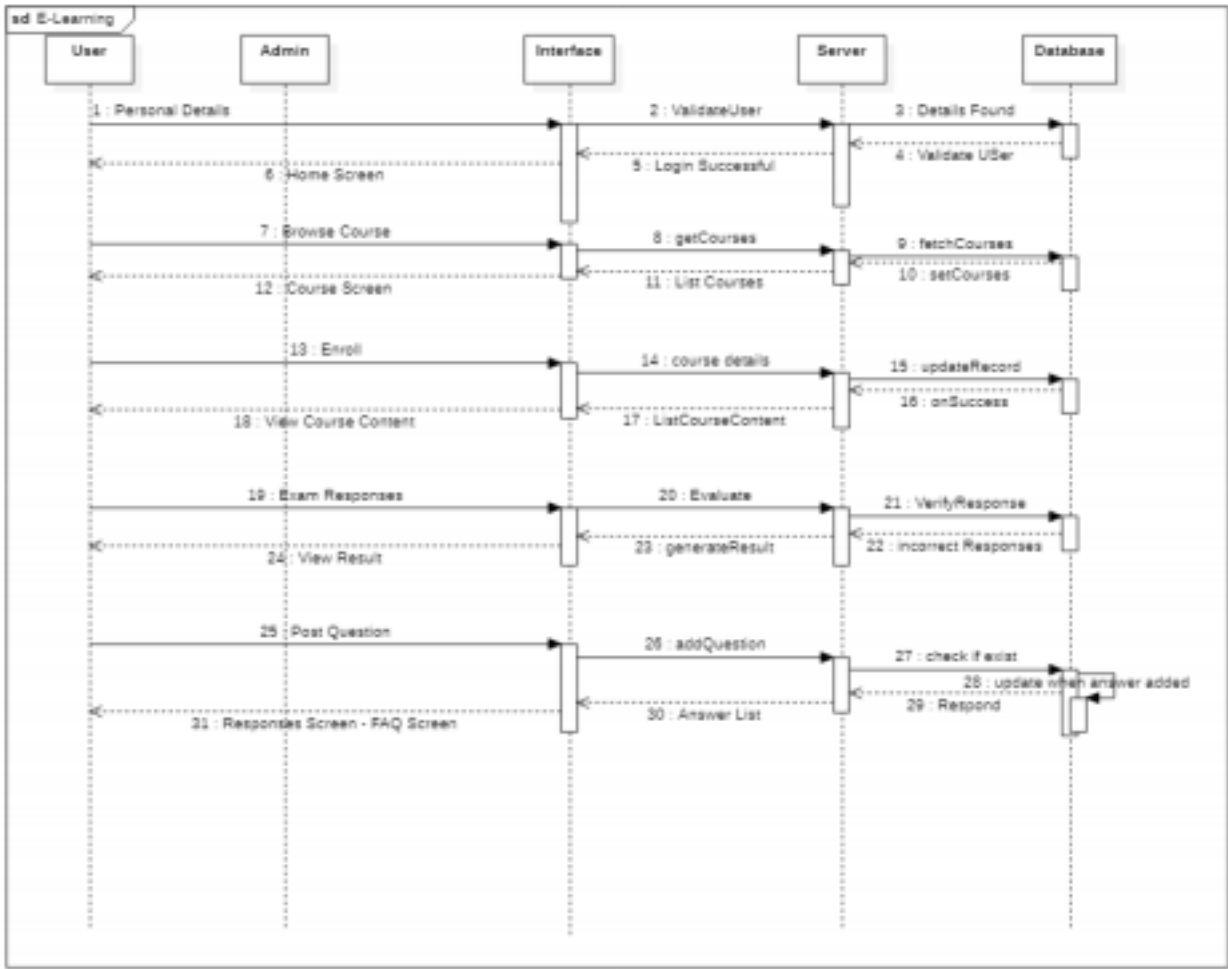 sd E-Learning
User
Admin
Interface
Server
Database
1 : Personal Details
2 : ValidateUser
3 : Details Found
4 : Validate USer
5 : Login Successful
6 : Home Screen
7 : Browse Course
8 : getCourses
9 : fetchCourses
10 : setCourses
11 : List Courses
12 : Course Screen
13 : Enroll
14 : course details
15 : updateRecord
16 : onSuccess
17 : ListCourseContent
18 : View Course Content
19 : Exam Responses
20 : Evaluate
21 : VerifyResponse
22 : incorrect Responses
23 : generateResult
24 : View Result
25 : Post Question
26 : addQuestion
27 : check if exist
28 : update when answer added
29 : Respond
30 : Answer List
31 : Responses Screen - FAQ Screen